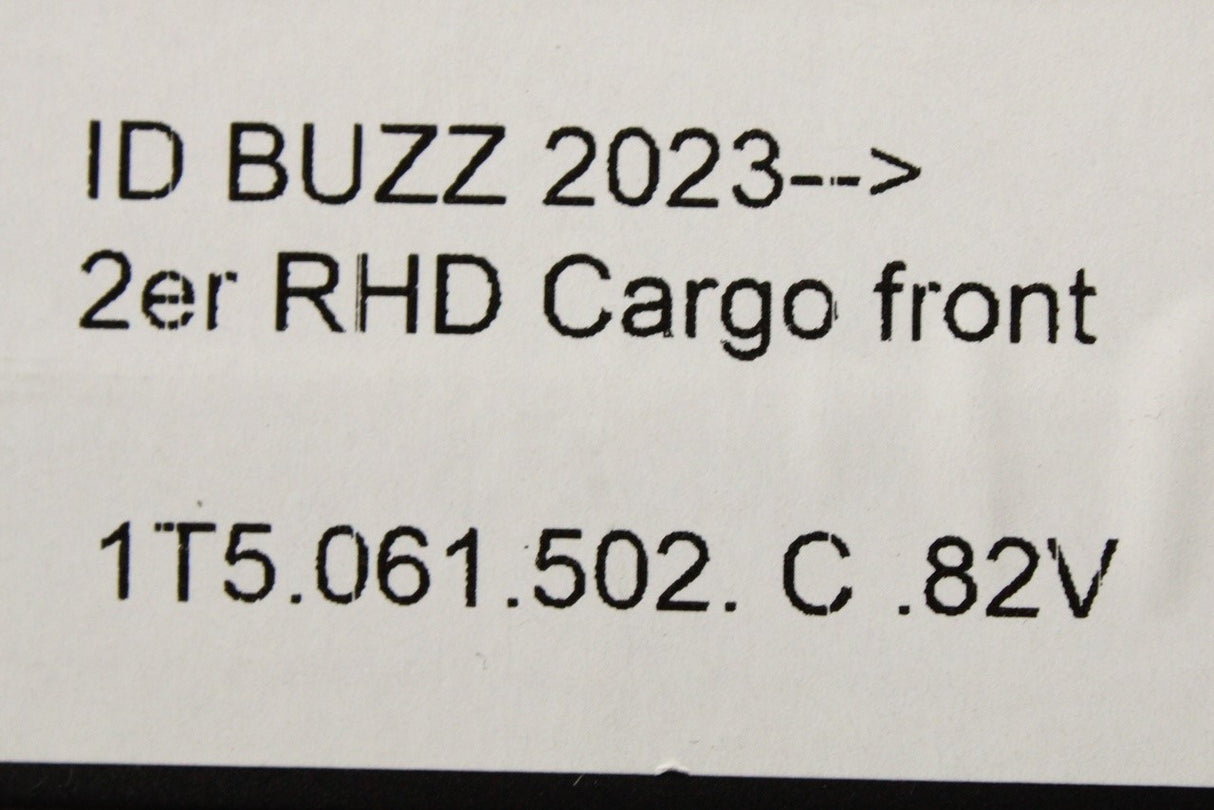 ID BUZZ 2023-->
2er RHD Cargo front
1T5.061.502. C .82V